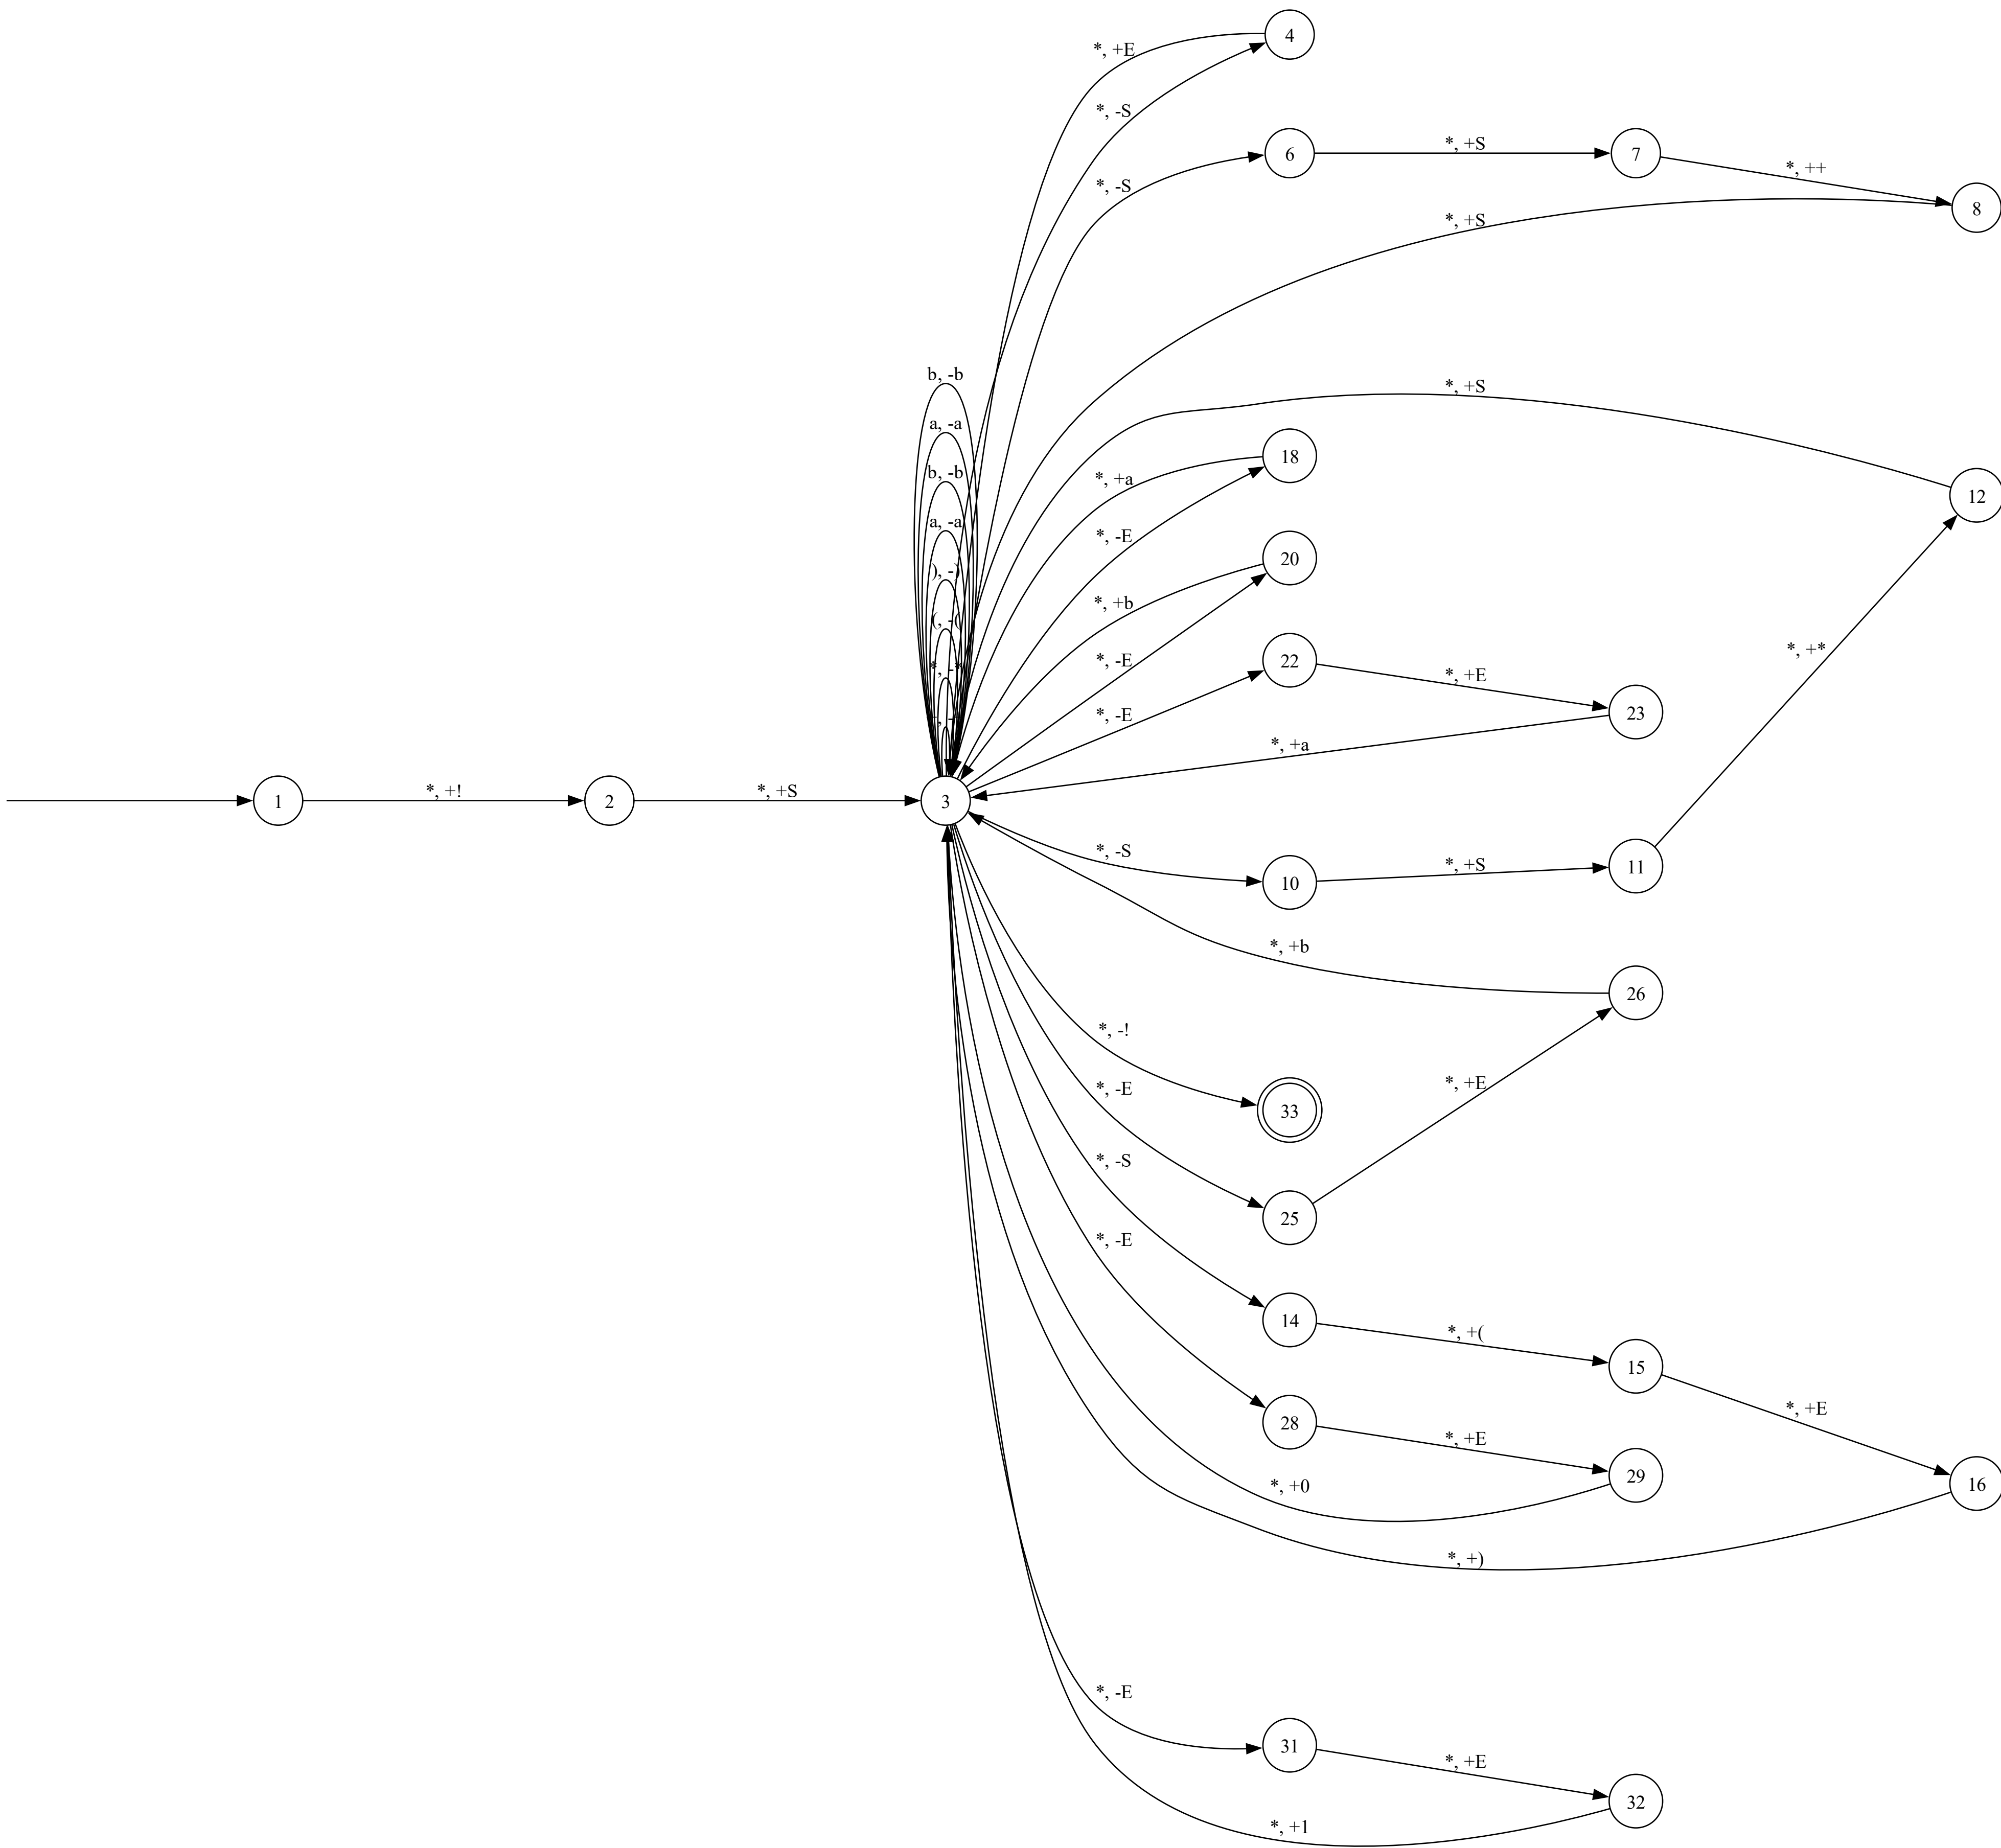 4
*, +E
*, -S
6
*, +S
7
*, ++
8
*, -S
*, +S
b, -b
*, +S
a, -a
18
b, -b
*, +a
12
a, -a
*, -E
20
), -)
*, +b
(, -(
*, -E
22
*, +E
*, +*
*, -*
*, -E
23
*, +a
1
*, +!
2
*, +S
3
*, -S
10
*, +S
11
*, +b
26
*, -!
*, -E
33
*, +E
*, -S
25
*, -E
14
*, +(
15
28
*, +E
*, +E
29
16
*, +0
*, +)
*, -E
31
*, +E
32
*, +1